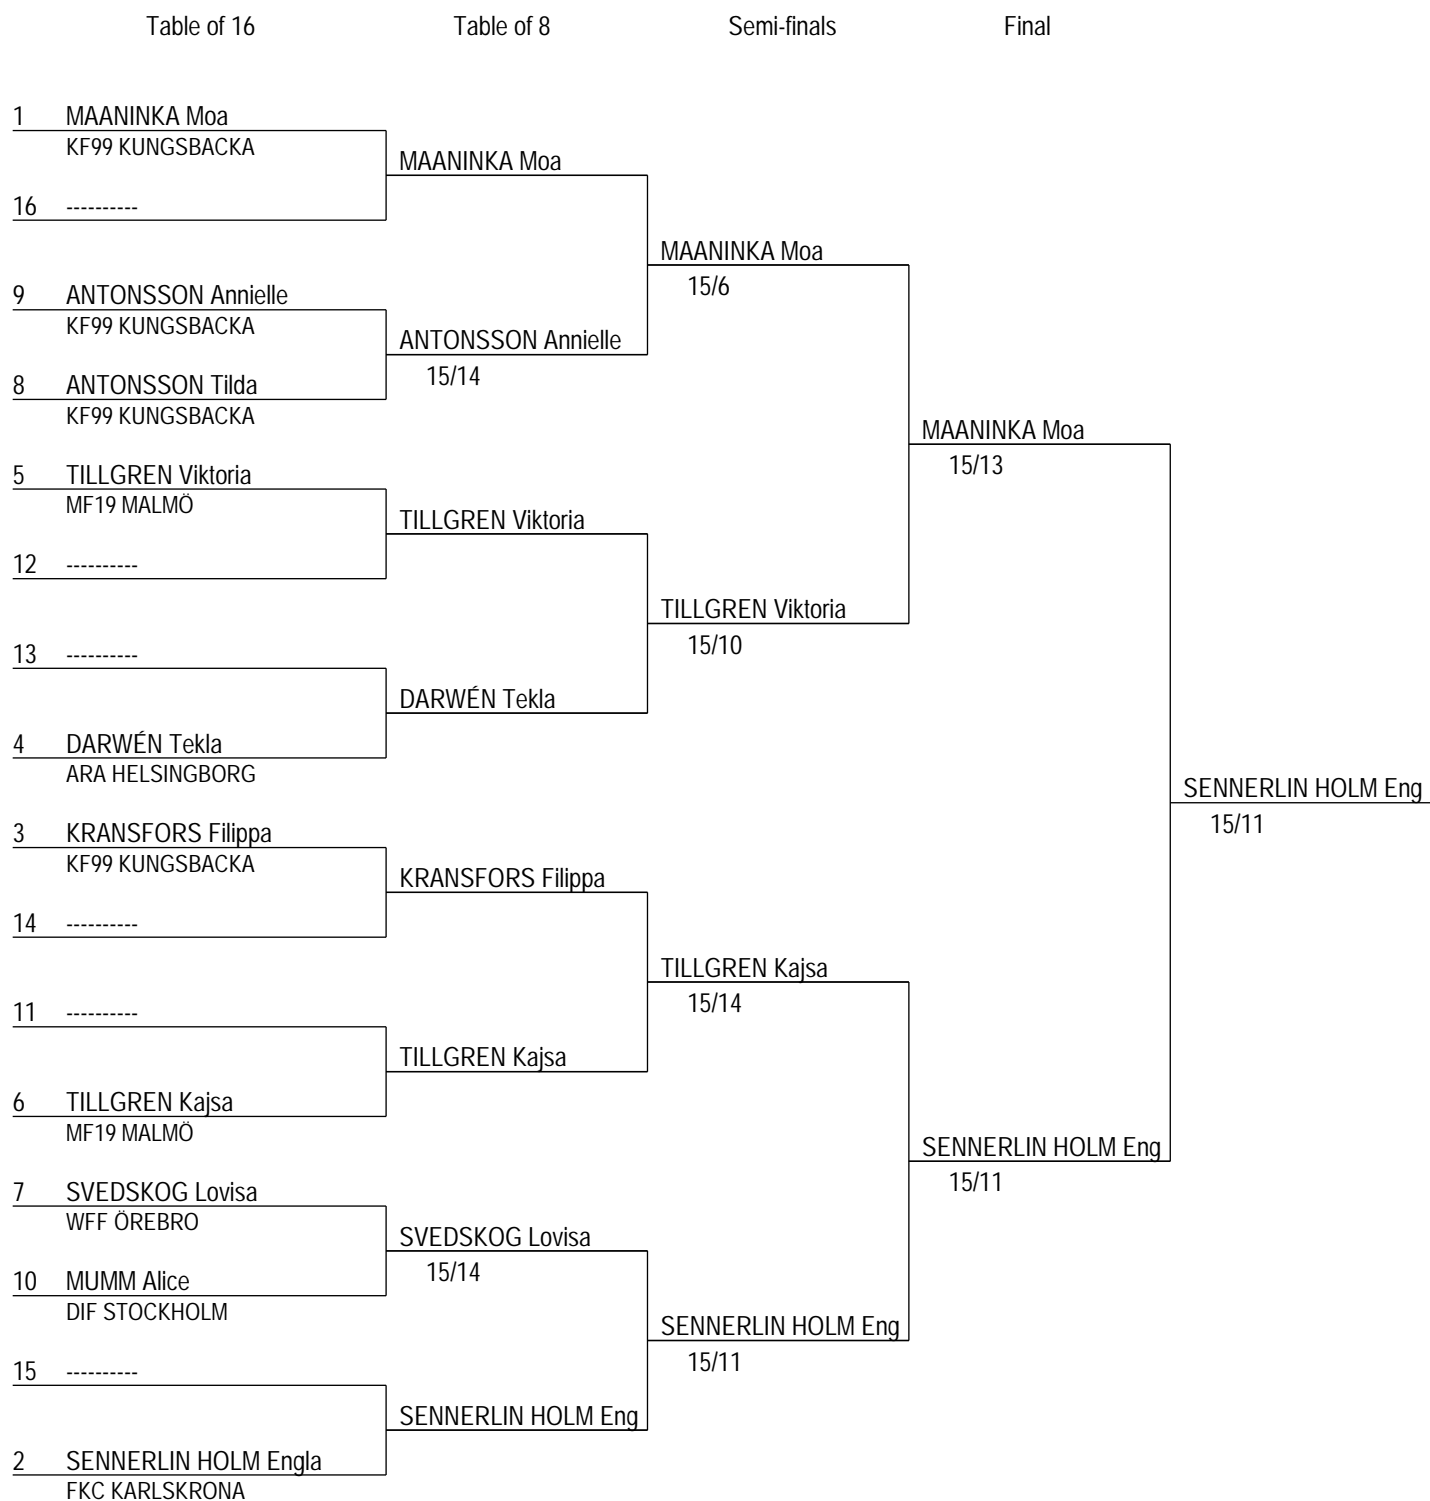 Table of 16 Table of 8 Semi-finals Final
1 MAANINKA Moa
KF99 KUNGSBACKA
MAANINKA Moa
16 ----------
MAANINKA Moa
15/6
9 ANTONSSON Annielle
KF99 KUNGSBACKA
ANTONSSON Annielle
15/14
8 ANTONSSON Tilda
KF99 KUNGSBACKA
MAANINKA Moa
15/13
5 TILLGREN Viktoria
MF19 MALMÖ
TILLGREN Viktoria
12 ----------
TILLGREN Viktoria
15/10
13 ----------
DARWÉN Tekla
4 DARWÉN Tekla
ARA HELSINGBORG
SENNERLIN HOLM Eng
15/11
3 KRANSFORS Filippa
KF99 KUNGSBACKA
KRANSFORS Filippa
14 ----------
TILLGREN Kajsa
15/14
11 ----------
TILLGREN Kajsa
6 TILLGREN Kajsa
MF19 MALMÖ
SENNERLIN HOLM Eng
15/11
7 SVEDSKOG Lovisa
WFF ÖREBRO
SVEDSKOG Lovisa
15/14
10 MUMM Alice
DIF STOCKHOLM
SENNERLIN HOLM Eng
15/11
15 ----------
SENNERLIN HOLM Eng
2 SENNERLIN HOLM Engla
FKC KARLSKRONA